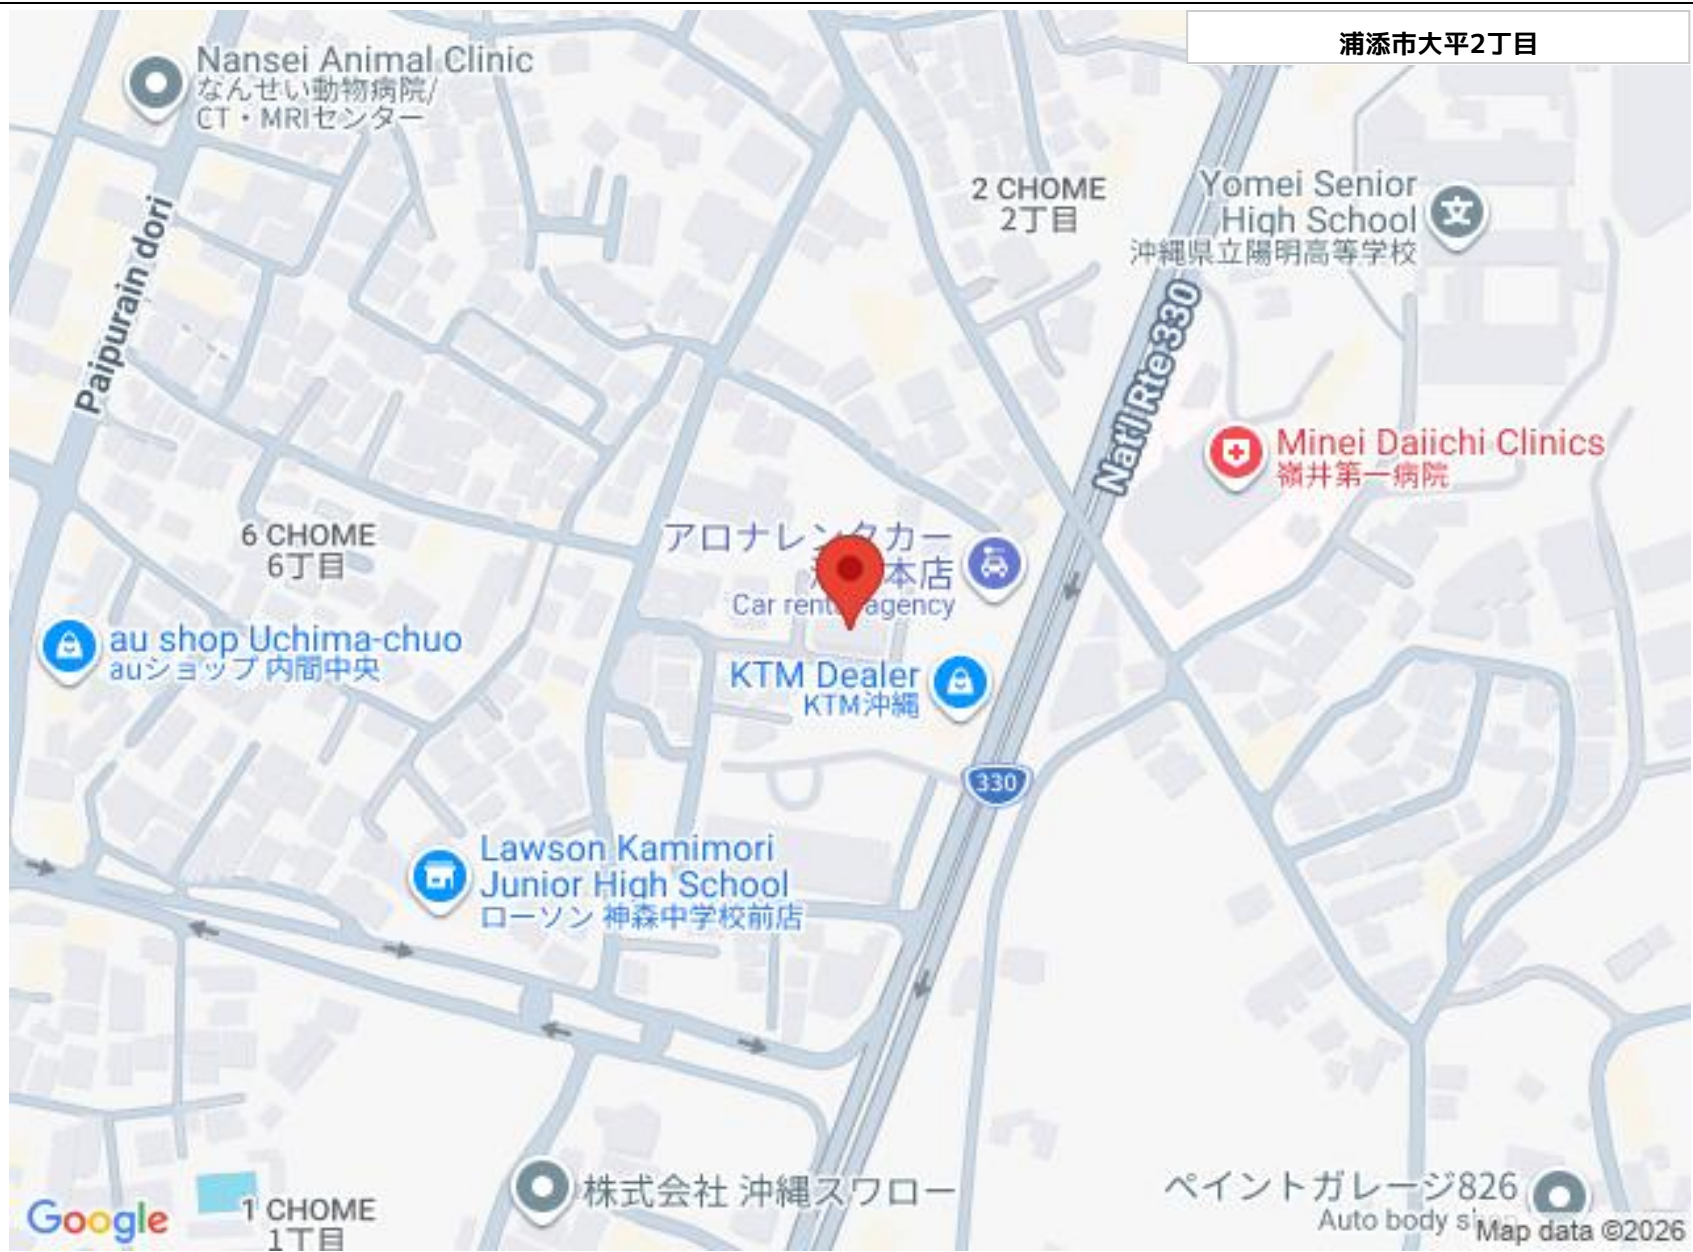 浦添市大平2丁目
Nansei Animal Clinic
なんせい動物病院/
CT・MRIセンター
2 CHOME
2丁目
Yomei Senior
High School
沖縄県立陽明高等学校
Paipurain dori
Nat'l Rte330
Minei Daiichi Clinics
嶺井第一病院
6 CHOME
6丁目
アロナレンタカー
本店
Car rental agency
au shop Uchima-chuo
auショップ 内間中央
KTM Dealer
KTM沖縄
330
Lawson Kamimori
Junior High School
ローソン 神森中学校前店
株式会社 沖縄スワロー
ペイントガレージ826
Auto body shop
1 CHOME
1丁目
Google
Map data ©2026